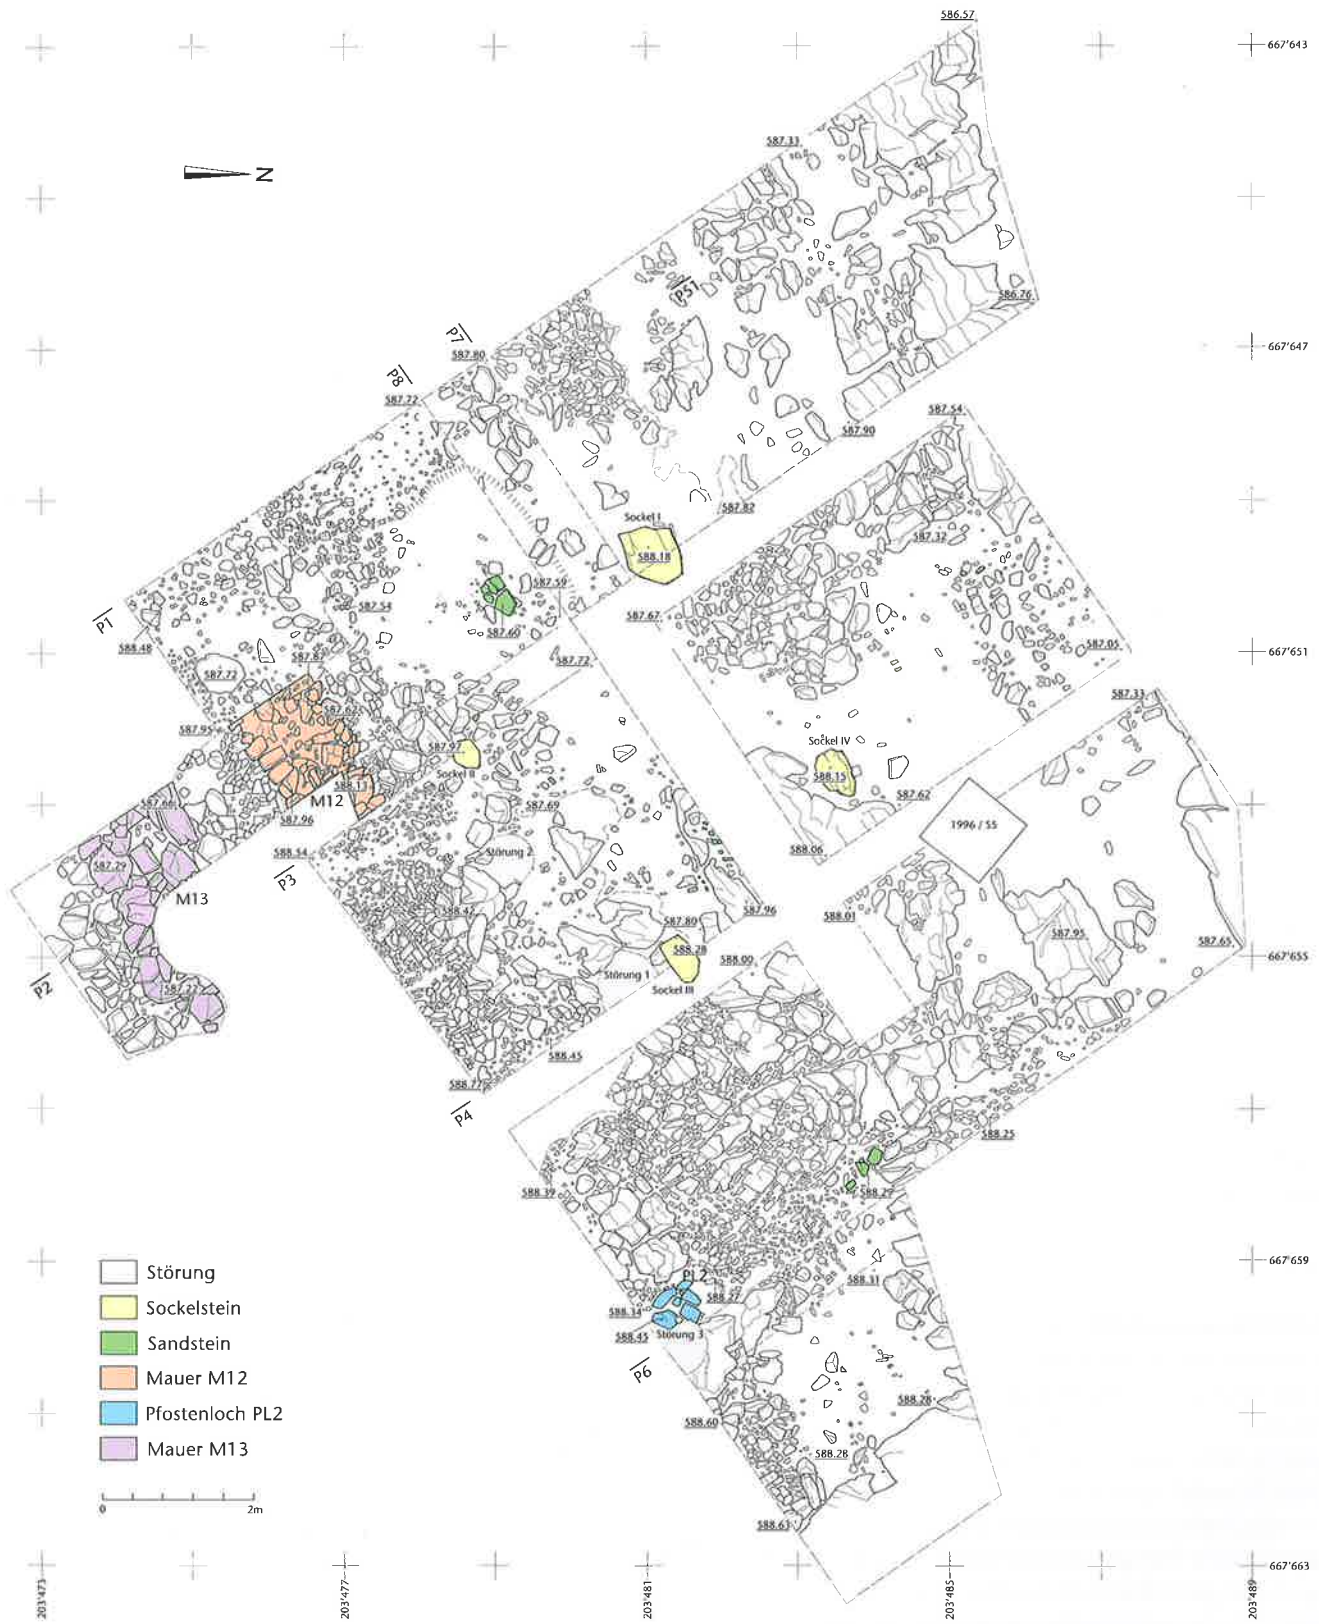 586.57
667'643
587.33
N
P51
586.76
P7
587.80
667'647
P8
587.72
587.54
587.90
587.82
Sockel I
588.18
587.32
587.59
587.54
587.67
P1
587.60
588.48
587.05
667'651
587.87
587.72
587.72
587.33
587.62
587.95
587.97
Sockel IV
Sockel II
588.15
588.13
587.62
M12
587.66
587.69
587.96
1996 / 55
588.54
Störung 2
588.06
587.29
P3
M13
588.42
587.96
588.01
587.80
587.95
588.28
587.65
588.00
667'655
Störung 1
P2
587.27
Sockel III
588.45
588.77
P4
588.25
588.39
588.29
Störung
667'659
PL2
588.31
588.27
Sockelstein
588.34
588.45
Störung 3
Sandstein
P6
Mauer M12
588.28
Pfostenloch PL2
588.60
Mauer M13
588.28
0
2m
588.63
667'663
203'473
203'477
203'481
203'485
203'489